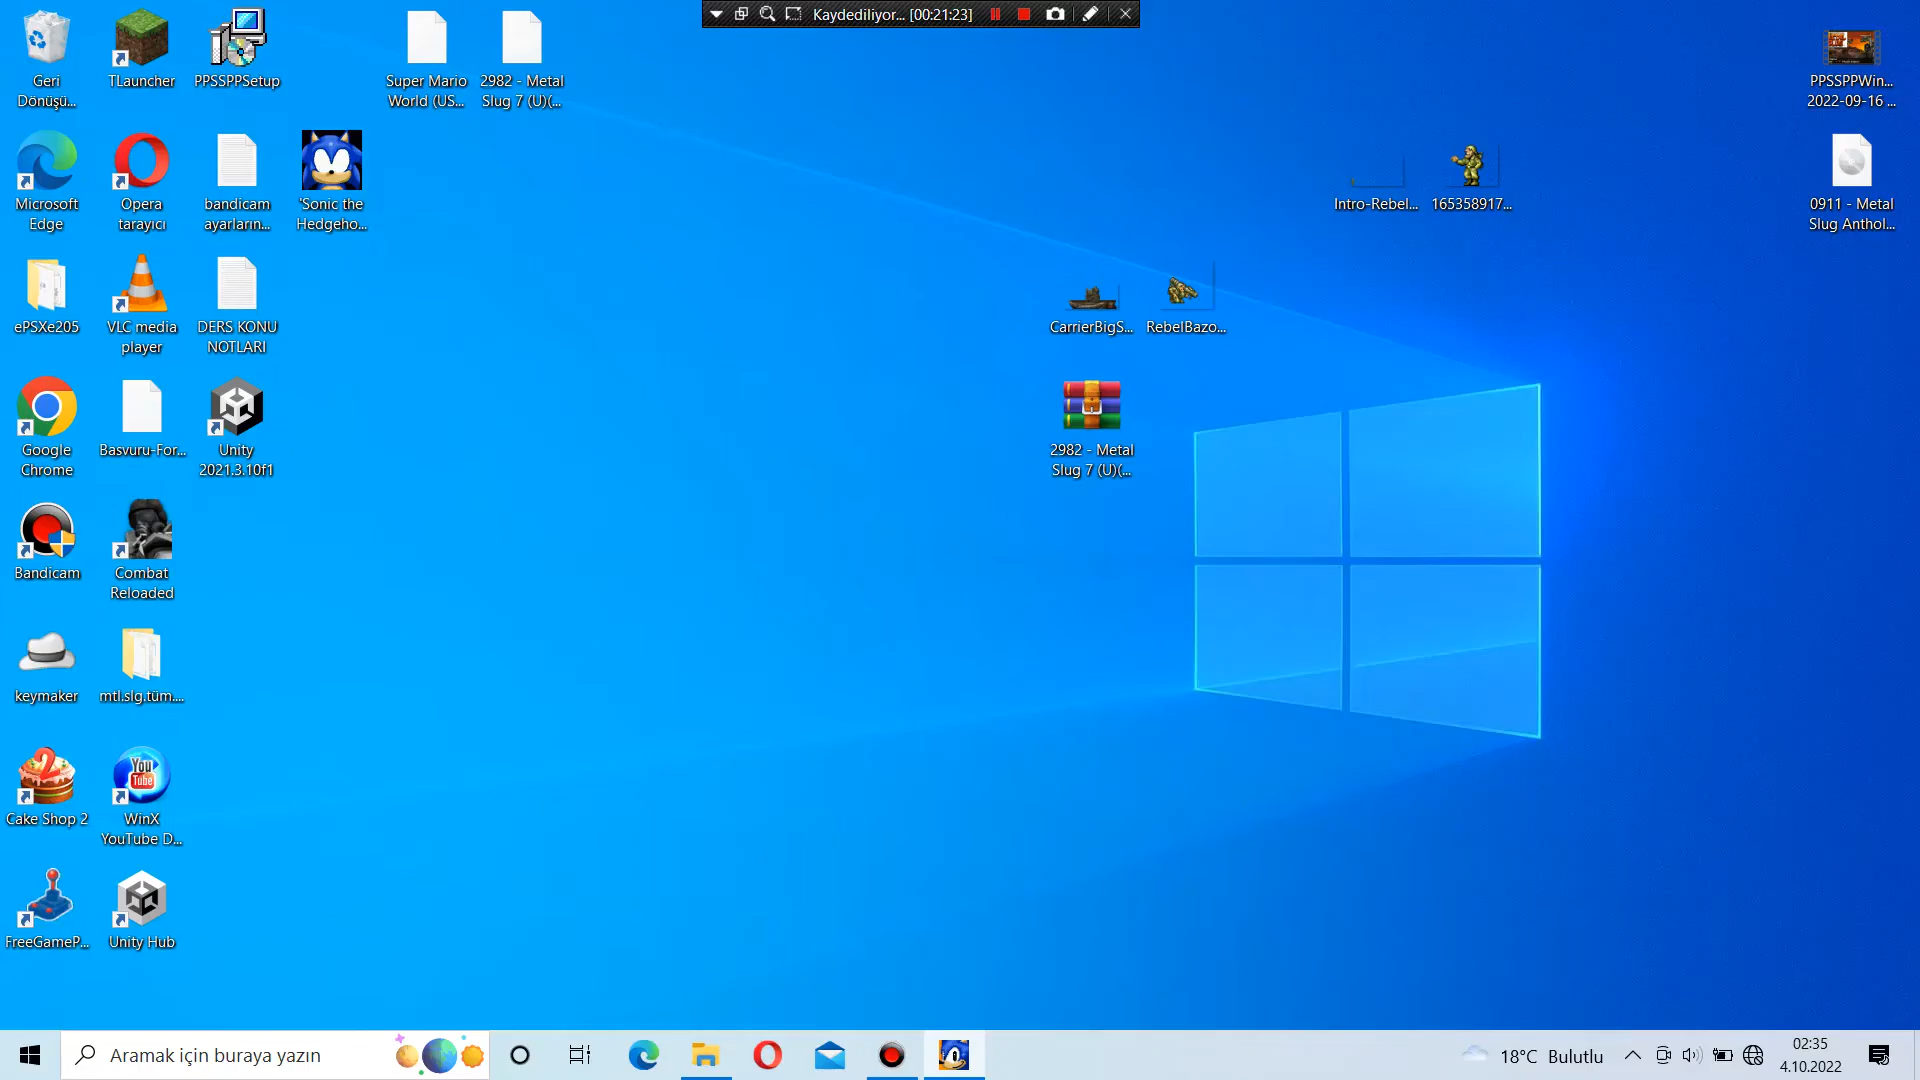 Kaydediliyor... [00:21:23]
Geri
Dönüşü...
TLauncher
PPSSPPSetup
Super Mario
World (US...
2982 - Metal
Slug 7 (U)(...
PPSSPPWin...
2022-09-16 ...
Microsoft
Edge
Opera
tarayıcı
bandicam
ayarların...
'Sonic the
Hedgeho...
Intro-Rebel...
165358917...
0911 - Metal
Slug Anthol...
ePSXe205
VLC media
player
DERS KONU
NOTLARI
CarrierBigS...
RebelBazo...
Google
Chrome
Basvuru-For...
Unity
2021.3.10f1
2982 - Metal
Slug 7 (U)(...
Bandicam
Combat
Reloaded
keymaker
mtl.slg.tüm....
2
Cake Shop 2
You
Tube
WinX
YouTube D...
FreeGameP...
Unity Hub
Aramak için buraya yazın
18°C Bulutlu
02:35
4.10.2022